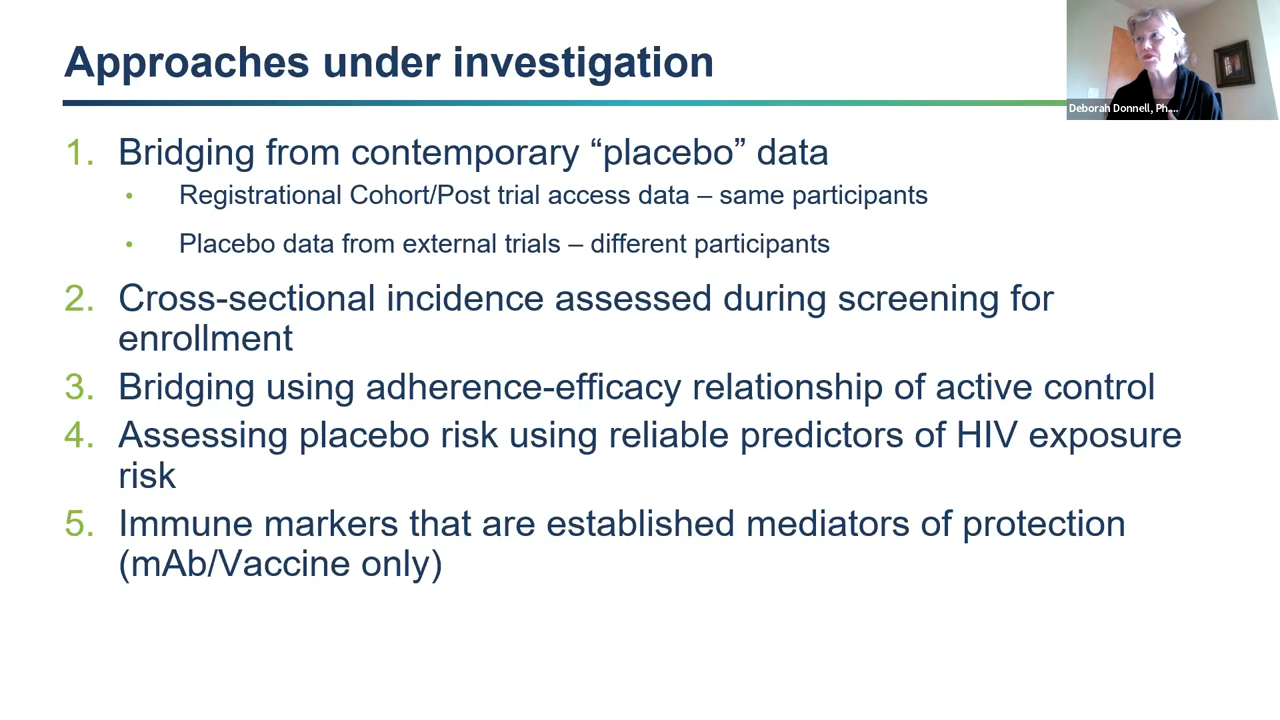 Approaches under investigation
Deborah Donnell, Ph....
1. Bridging from contemporary “placebo” data
• Registrational Cohort/Post trial access data – same participants
• Placebo data from external trials – different participants
2. Cross-sectional incidence assessed during screening for
enrollment
3. Bridging using adherence-efficacy relationship of active control
4. Assessing placebo risk using reliable predictors of HIV exposure
risk
5. Immune markers that are established mediators of protection
(mAb/Vaccine only)